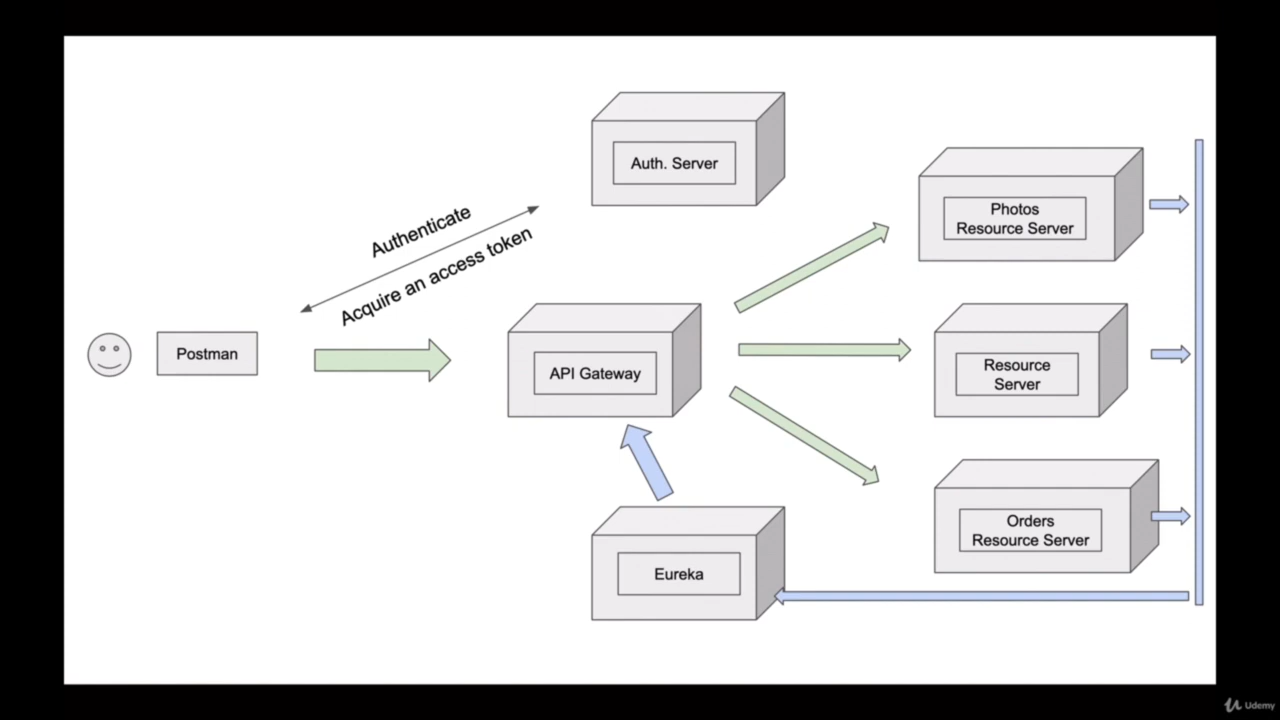 Auth. Server
Photos
Resource Server
Authenticate
Acquire an access token
Postman
API Gateway
Resource
Server
Orders
Resource Server
Eureka
Udemy